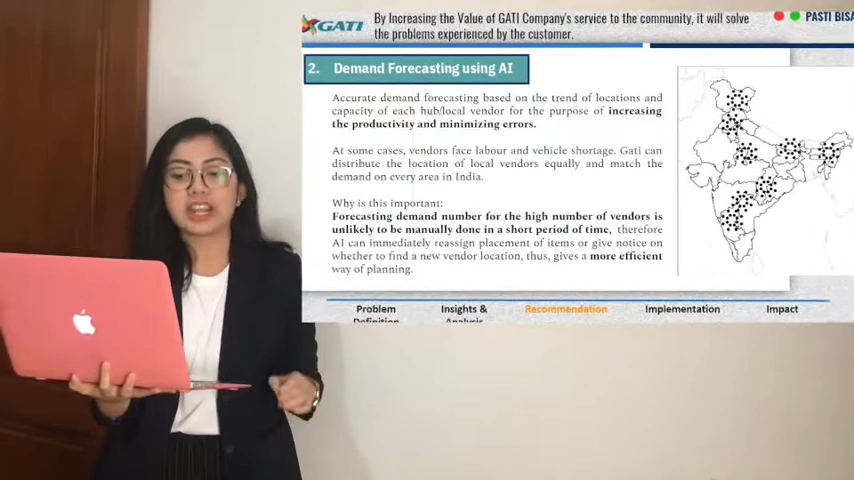 GATI
By Increasing the Value of GATI Company's service to the community, it will solve
the problems experienced by the customer.
PASTI BISA
2. Demand Forecasting using AI
Accurate demand forecasting based on the trend of locations and
capacity of each hub/local vendor for the purpose of increasing
the productivity and minimizing errors.
At some cases, vendors face labour and vehicle shortage. Gati can
distribute the location of local vendors equally and match the
demand on every area in India.
Why is this important:
Forecasting demand number for the high number of vendors is
unlikely to be manually done in a short period of time, therefore
AI can immediately reassign placement of items or give notice on
whether to find a new vendor location, thus, gives a more efficient
way of planning.
Problem
Definition
Insights &
Analysis
Recommendation
Implementation
Impact